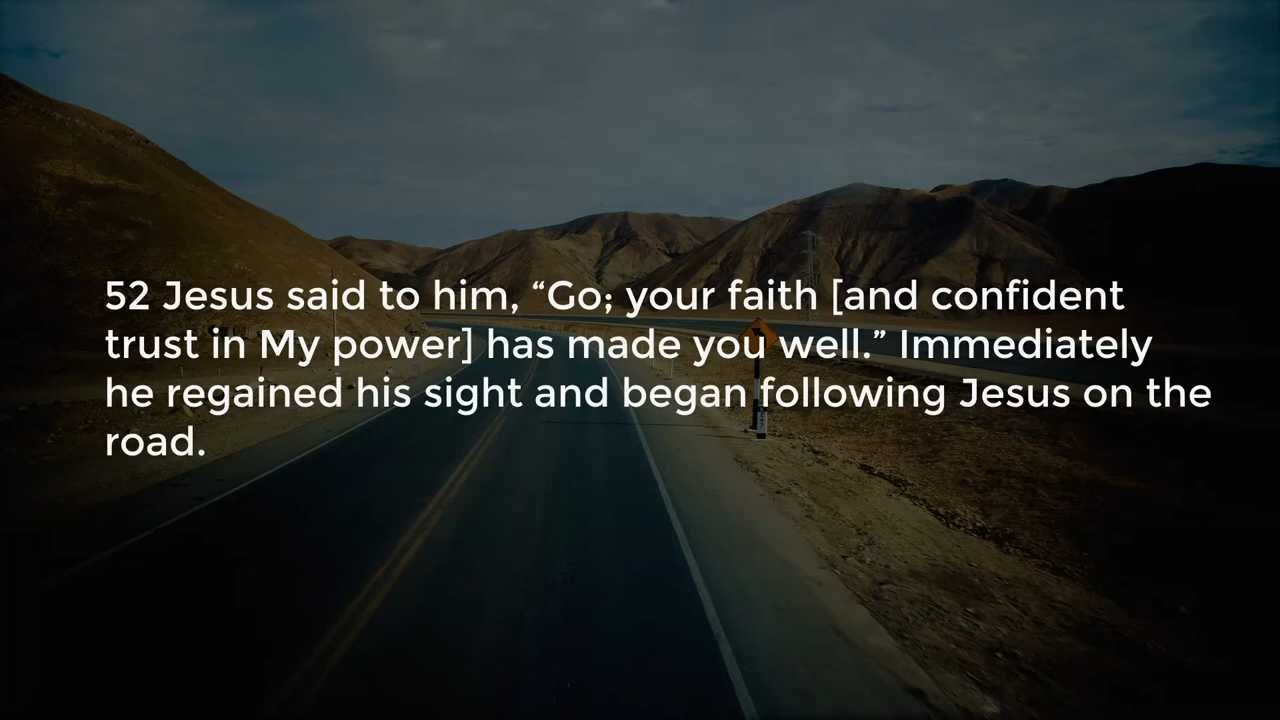 52 Jesus said to him, “Go; your faith [and confident
trust in My power] has made you well.” Immediately
he regained his sight and began following Jesus on the
road.